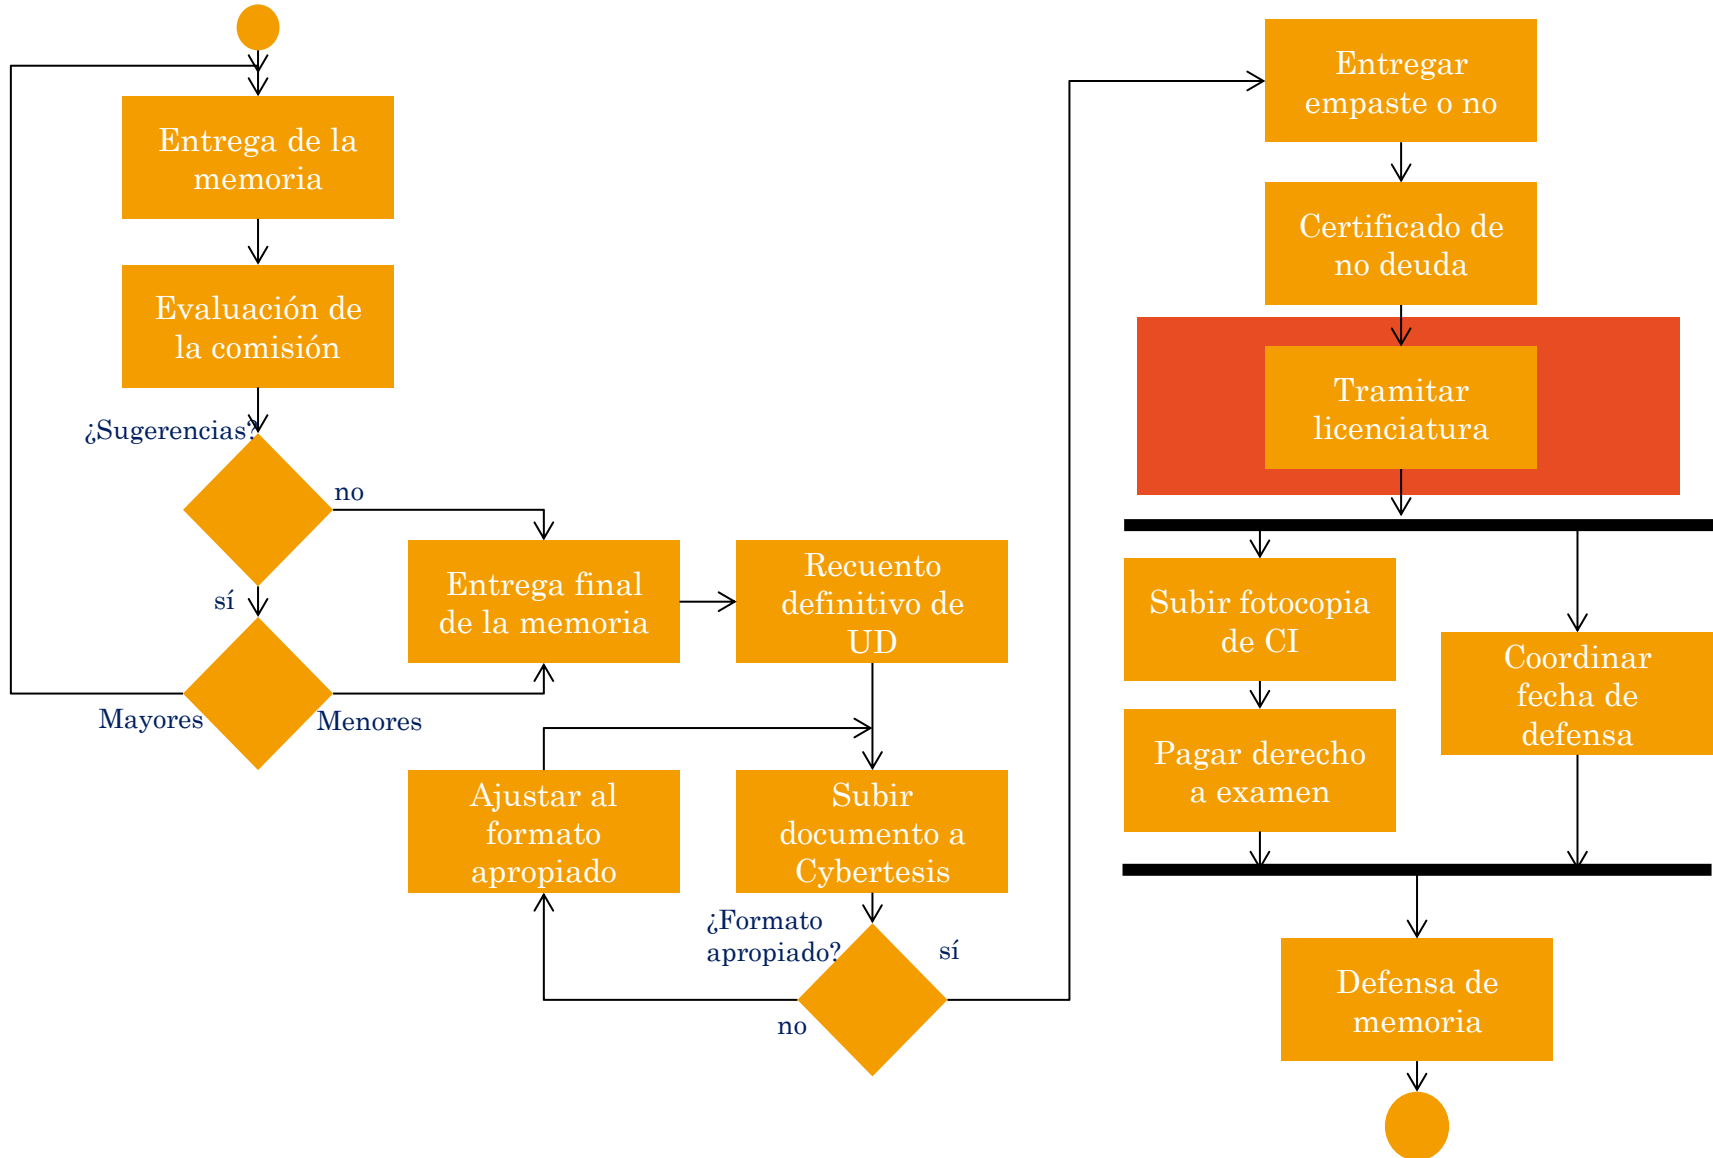 Entrega de la
memoria
Evaluación de
la comisión
¿Sugerencias?
no
sí
Mayores
Menores
Entrega final
de la memoria
Recuento
definitivo de
UD
Ajustar al
formato
apropiado
Subir
documento a
Cybertesis
¿Formato
apropiado?
sí
no
Entregar
empaste o no
Certificado de
no deuda
Tramitar
licenciatura
Subir fotocopia
de CI
Coordinar
fecha de
defensa
Pagar derecho
a examen
Defensa de
memoria